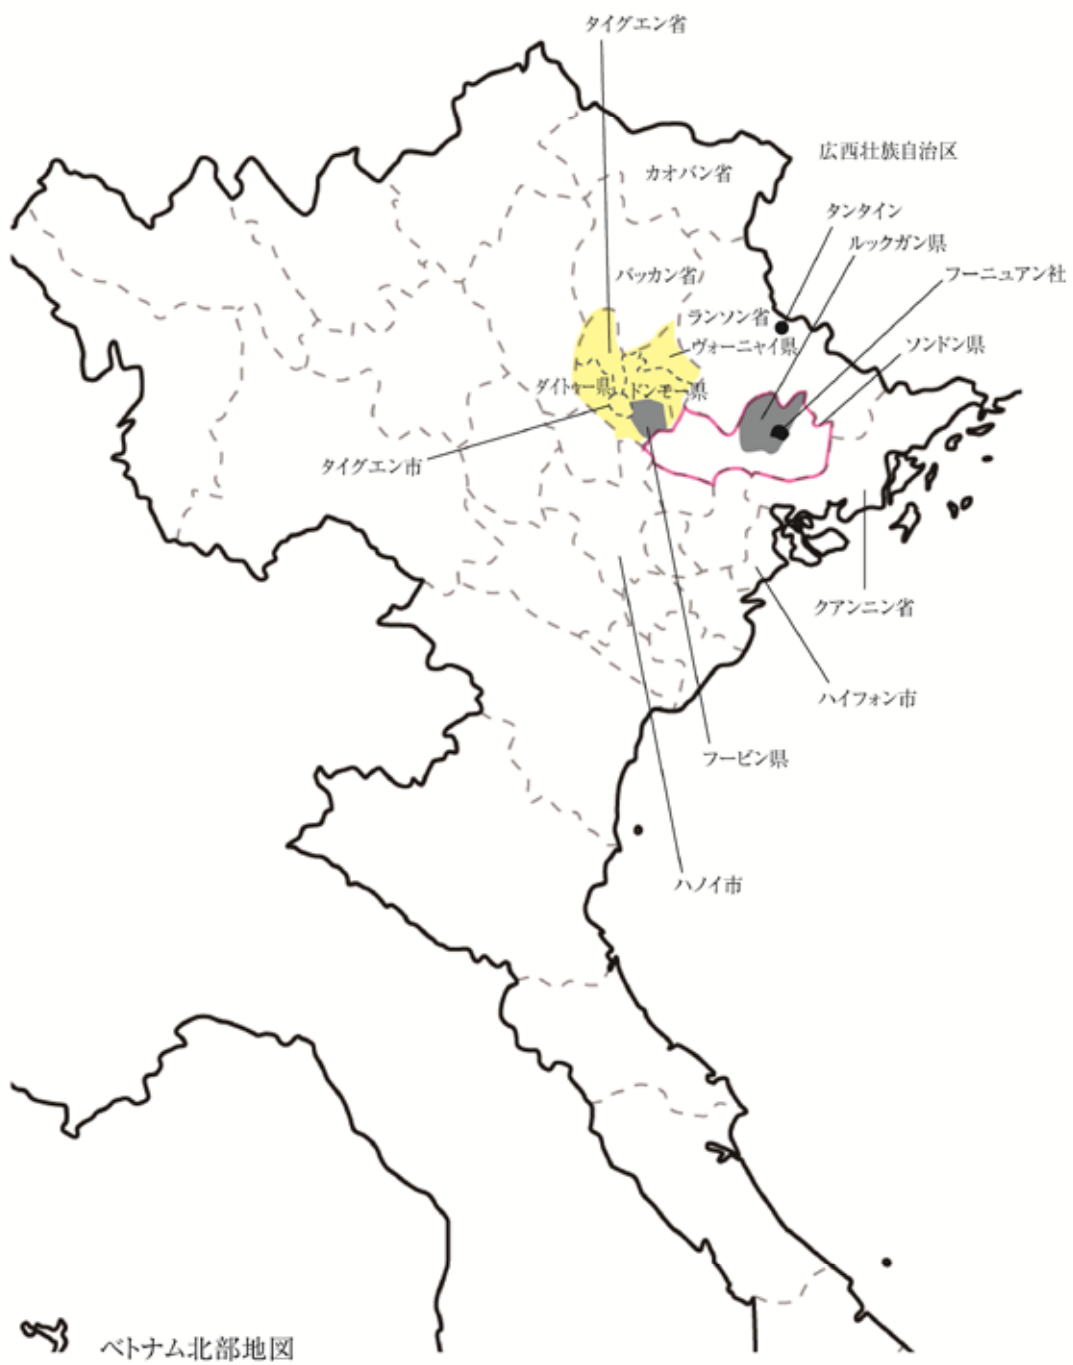 タイグエン省
広西壮族自治区
カオバン省
タンタイン
ルックガン県
バッカン省
フーニュアン社
ランソン省
ヴォーニャイ県
ソンドン県
ダイトゥー県
ドンモー県
タイグエン市
クアンニン省
ハイフォン市
フービン県
ハノイ市
ベトナム北部地図